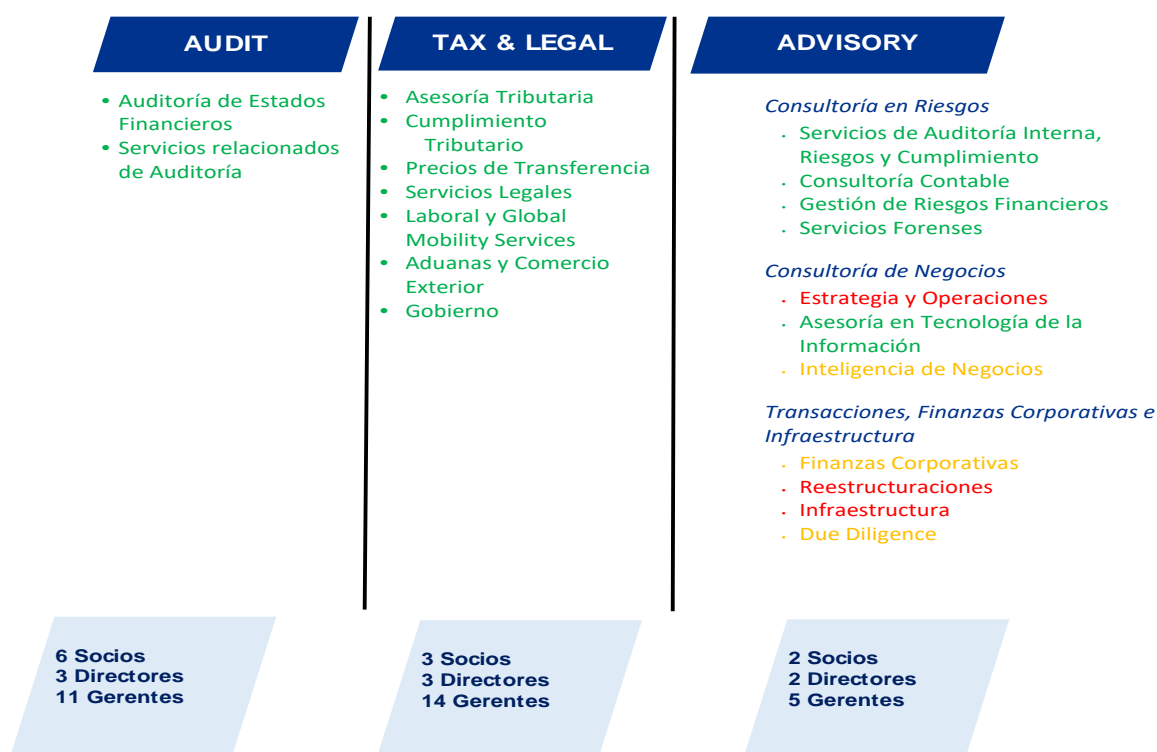 AUDIT
• Auditoría de Estados
Financieros
• Servicios relacionados
de Auditoría
6 Socios
3 Directores
11 Gerentes
TAX & LEGAL
• Asesoría Tributaria
• Cumplimiento
Tributario
• Precios de Transferencia
• Servicios Legales
• Laboral y Global
Mobility Services
• Aduanas y Comercio
Exterior
• Gobierno
3 Socios
3 Directores
14 Gerentes
ADVISORY
Consultoría en Riesgos
• Servicios de Auditoría Interna,
Riesgos y Cumplimiento
• Consultoría Contable
• Gestión de Riesgos Financieros
• Servicios Forenses
Consultoría de Negocios
• Estrategia y Operaciones
• Asesoría en Tecnología de la
Información
• Inteligencia de Negocios
Transacciones, Finanzas Corporativas e
Infraestructura
• Finanzas Corporativas
• Reestructuraciones
• Infraestructura
• Due Diligence
2 Socios
2 Directores
5 Gerentes